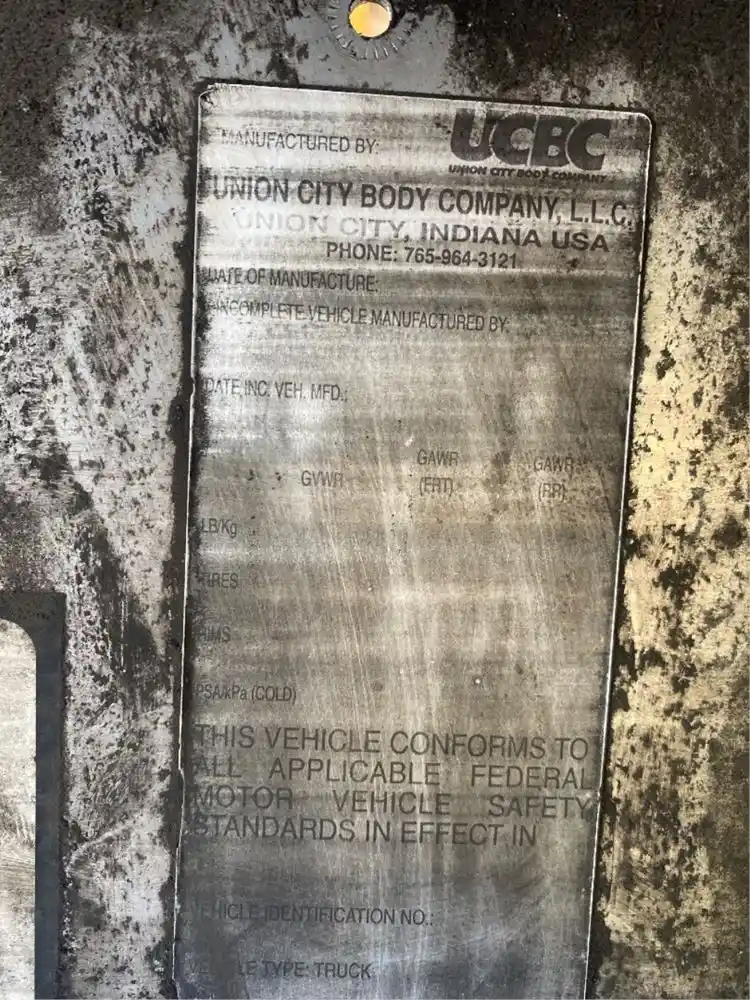 MANUFACTURED BY:
UCBC
UNION CITY BODY COMPANY
UNION CITY BODY COMPANY, L.L.C.
UNION CITY, INDIANA USA
PHONE: 765-964-3121
DATE OF MANUFACTURE:
INCOMPLETE VEHICLE MANUFACTURED BY:
DATE, INC. VEH. MFD.:
GVWR GAWR (FRT) GAWR (RR)
LB/Kg
TIRES
RIMS
PSA/kPa (COLD)
THIS VEHICLE CONFORMS TO
ALL APPLICABLE FEDERAL
MOTOR VEHICLE SAFETY
STANDARDS IN EFFECT IN
VEHICLE IDENTIFICATION NO.:
VEHICLE TYPE: TRUCK